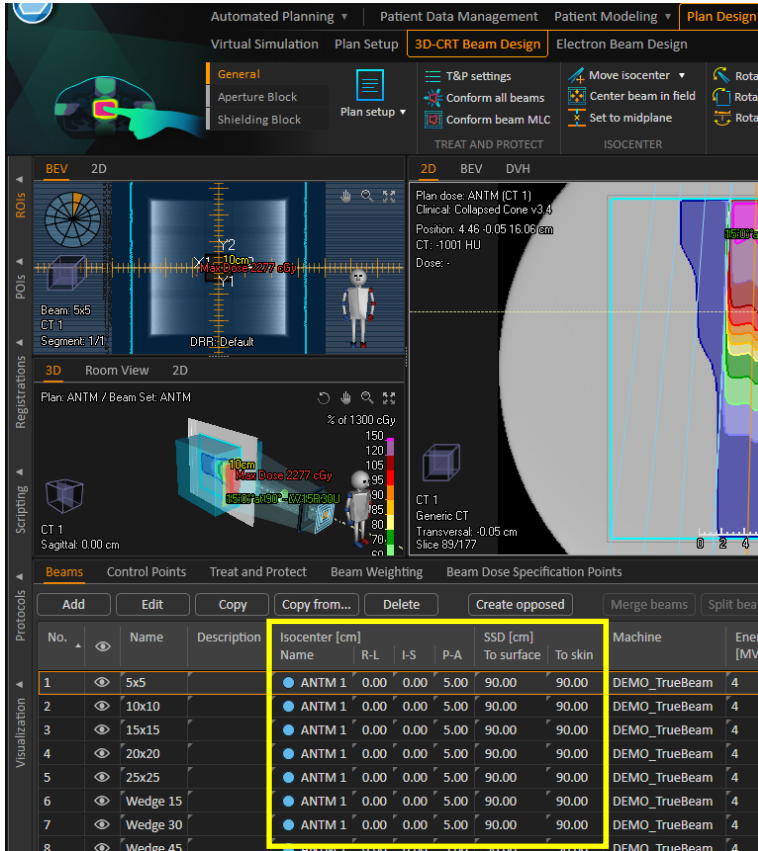 Automated Planning Patient Data Management Patient Modeling Plan Design
Virtual Simulation Plan Setup 3D-CRT Beam Design Electron Beam Design
General
Aperture Block
Shielding Block
Plan setup
T&P settings
Conform all beams
Conform beam MLC
TREAT AND PROTECT
Move isocenter
Center beam in field
Set to midplane
ISOCENTER
Rota
Rota
Rota
ROIs
POIs
Registrations
Scripting
Protocols
Visualization
BEV 2D
Y2
10cm
Max Dose 2277 cGy
Y1
Beam: 5x5
CT 1
Segment: 1/1
DRR: Default
3D Room View 2D
Plan: ANTM / Beam Set: ANTM
% of 1300 cGy
150
120
105
95
90
85
80
70
10cm
Max Dose 2277 cGy
CT 1
Sagittal: 0.00 cm
2D BEV DVH
Plan dose: ANTM (CT 1)
Clinical: Collapsed Cone v3.4
Position: 4.46 -0.05 16.06 cm
CT: -1001 HU
Dose: -
CT 1
Generic CT
Transversal: -0.05 cm
Slice 89/177
0 2 4
Beams Control Points Treat and Protect Beam Weighting Beam Dose Specification Points
Add Edit Copy Copy from... Delete Create opposed Merge beams Split bea
No. Name Description Isocenter [cm] SSD [cm] Machine Ener
Name R-L I-S P-A To surface To skin [MV
1 5x5 ANTM 1 0.00 0.00 5.00 90.00 90.00 DEMO_TrueBeam 4
2 10x10 ANTM 1 0.00 0.00 5.00 90.00 90.00 DEMO_TrueBeam 4
3 15x15 ANTM 1 0.00 0.00 5.00 90.00 90.00 DEMO_TrueBeam 4
4 20x20 ANTM 1 0.00 0.00 5.00 90.00 90.00 DEMO_TrueBeam 4
5 25x25 ANTM 1 0.00 0.00 5.00 90.00 90.00 DEMO_TrueBeam 4
6 Wedge 15 ANTM 1 0.00 0.00 5.00 90.00 90.00 DEMO_TrueBeam 4
7 Wedge 30 ANTM 1 0.00 0.00 5.00 90.00 90.00 DEMO_TrueBeam 4
8 Wedge 45 DEMO_TrueBeam 4